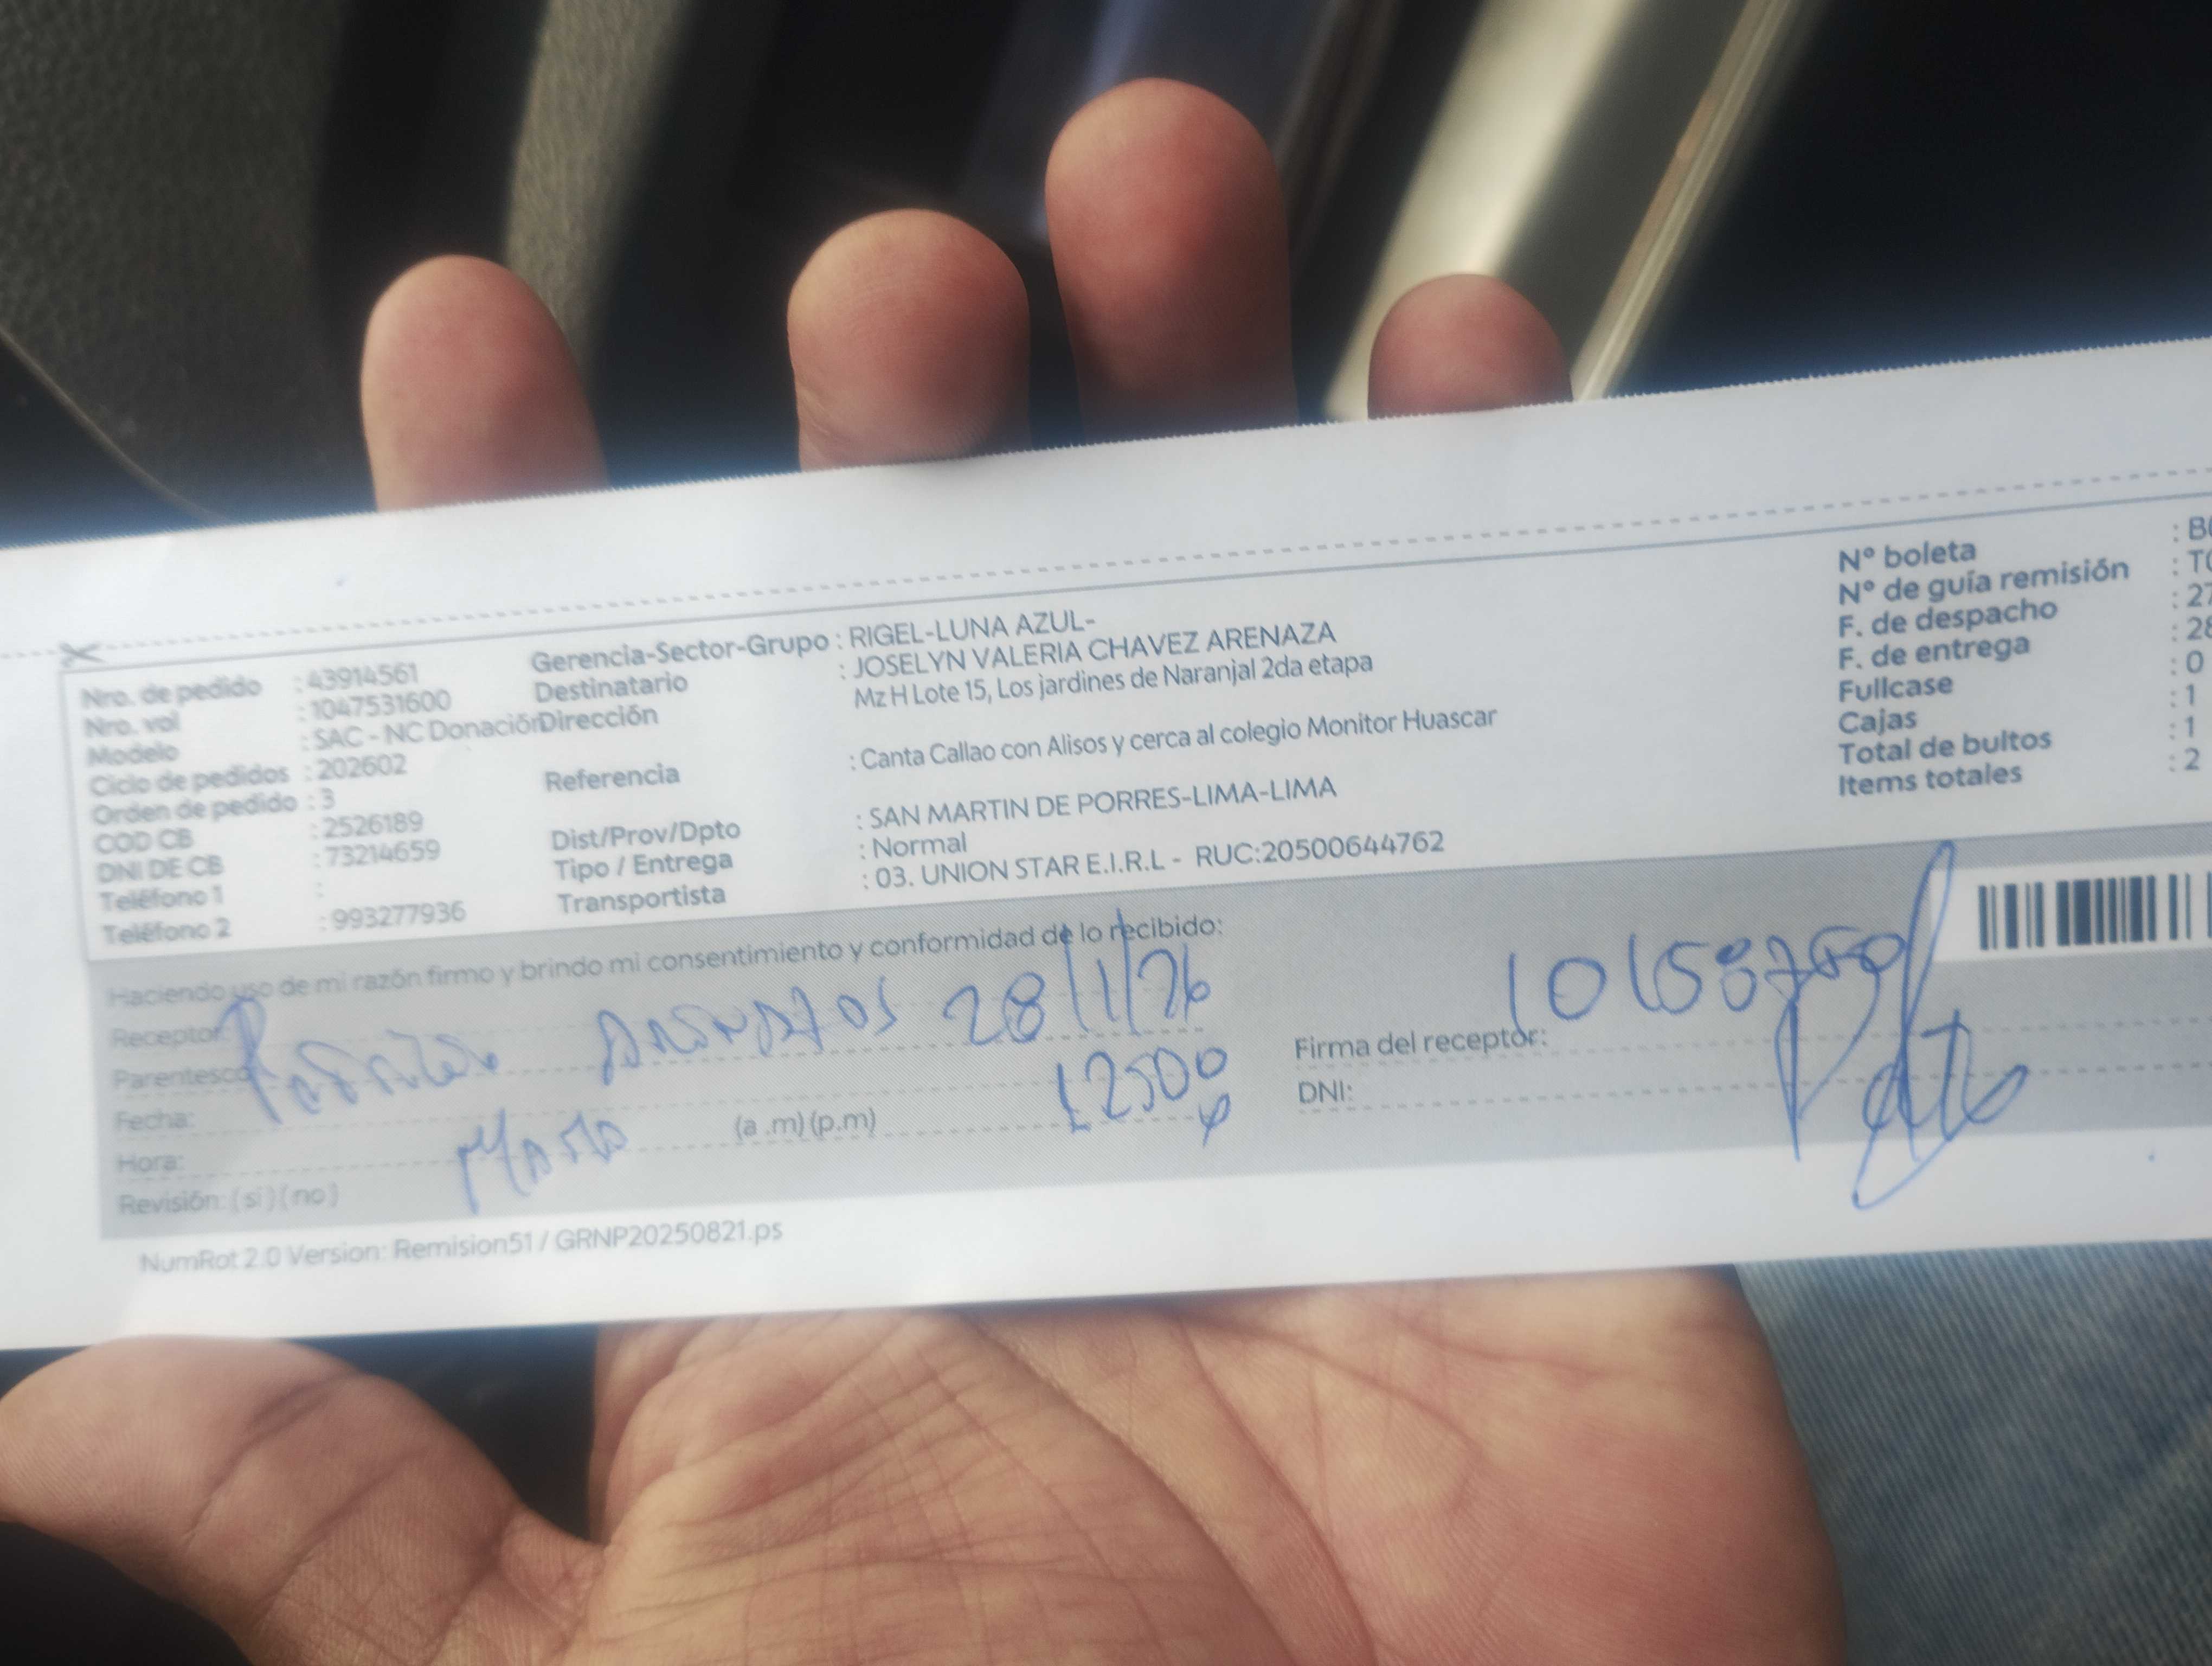 Nro. de pedido : 43914561
Nro. vol : 1047531600
Modelo : SAC - NC Donación
Ciclo de pedidos : 202602
Orden de pedido : 3
COD CB : 2526189
DNI DE CB : 73214659
Teléfono 1 :
Teléfono 2 : 993277936
Gerencia-Sector-Grupo : RIGEL-LUNA AZUL-
Destinatario : JOSELYN VALERIA CHAVEZ ARENAZA
Dirección Mz H Lote 15, Los jardines de Naranjal 2da etapa
Referencia : Canta Callao con Alisos y cerca al colegio Monitor Huascar
Dist/Prov/Dpto : SAN MARTIN DE PORRES-LIMA-LIMA
Tipo / Entrega : Normal
Transportista : 03. UNION STAR E.I.R.L - RUC:20500644762
Nº boleta
Nº de guía remisión
F. de despacho : 27
F. de entrega : 28
Fullcase : 0
Cajas : 1
Total de bultos : 1
Items totales : 2
Haciendo uso de mi razón firmo y brindo mi consentimiento y conformidad de lo recibido:
Receptor: 28/1/26
Parentesco:
Fecha:
Hora: (a.m)(p.m)
Revisión: (si)(no)
Firma del receptor:
DNI:
NumRot 2.0 Version: Remision51 / GRNP20250821.ps